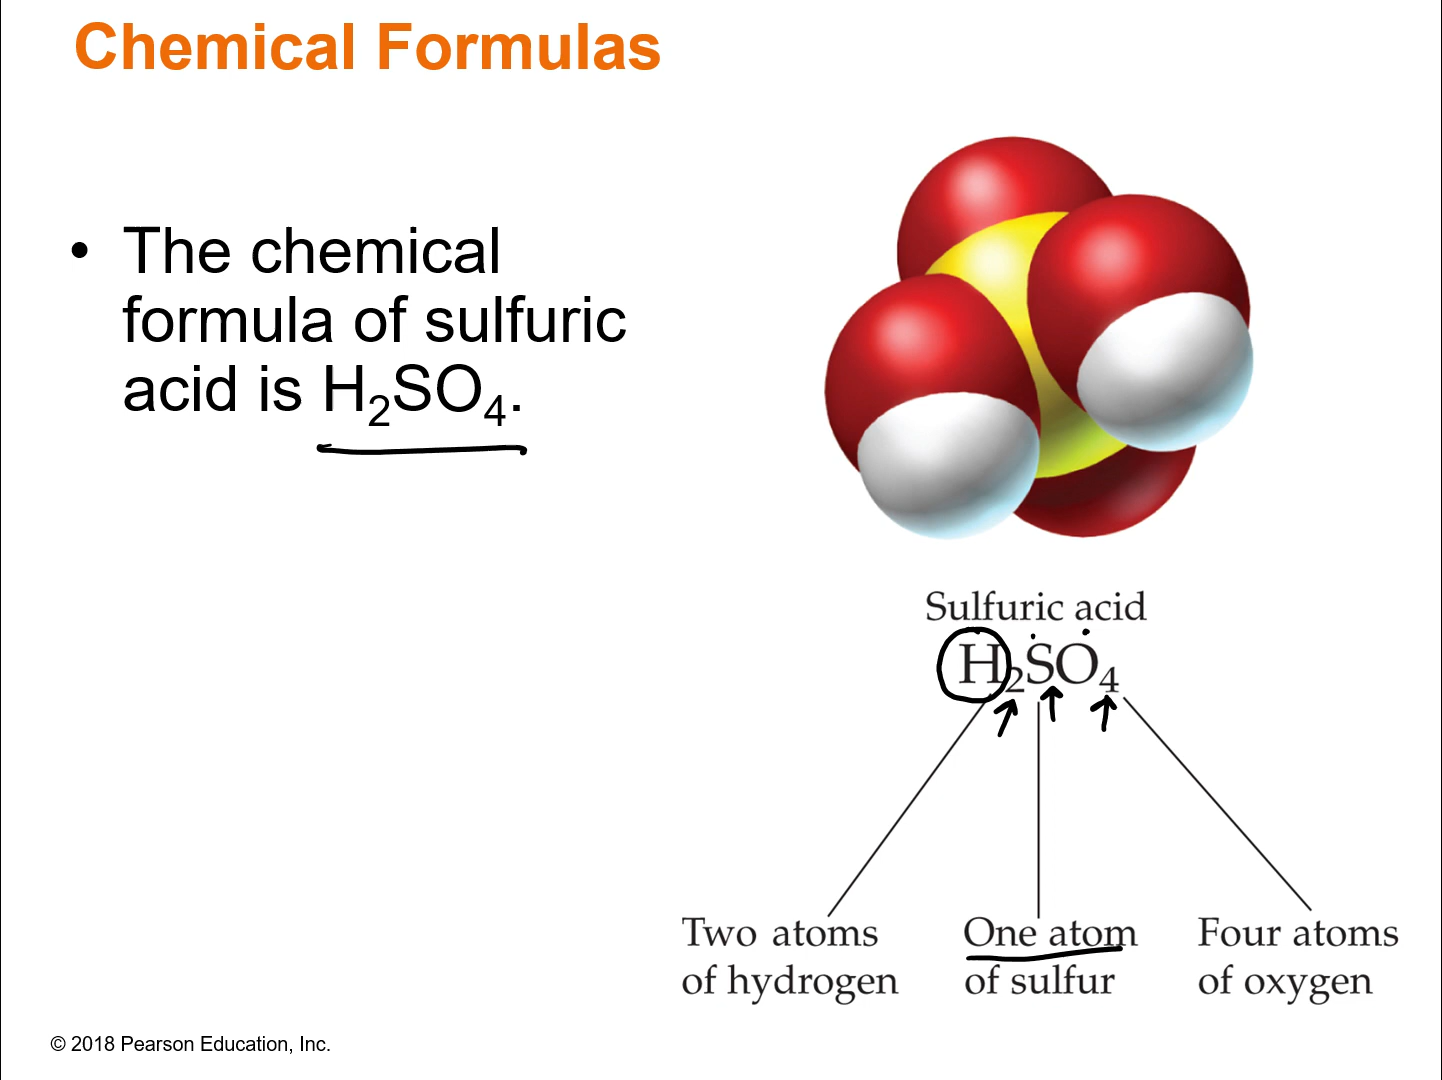 Chemical Formulas
• The chemical
formula of sulfuric
acid is H₂SO₄.
Sulfuric acid
H₂SO₄
Two atoms
of hydrogen
One atom
of sulfur
Four atoms
of oxygen
© 2018 Pearson Education, Inc.